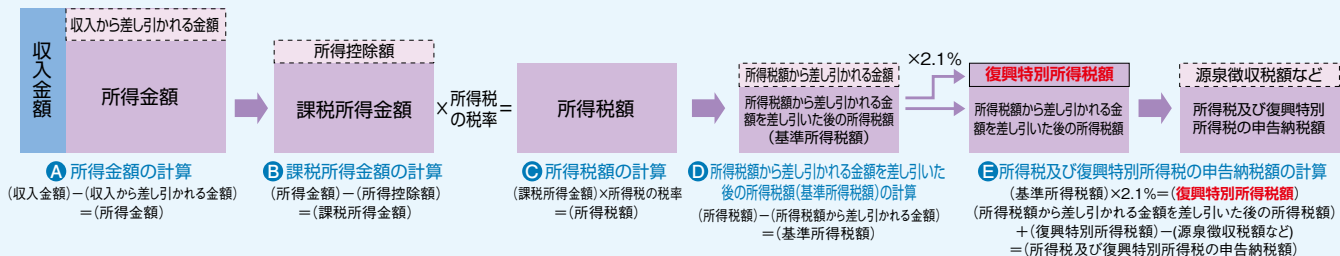 収入金額
収入から差し引かれる金額
所得金額
所得控除額
課税所得金額
×所得税の税率=
所得税額
所得税額から差し引かれる金額
所得税額から差し引かれる金
額を差し引いた後の所得税額
(基準所得税額)
×2.1%
復興特別所得税額
所得税額から差し引かれる金
額を差し引いた後の所得税額
源泉徴収税額など
所得税及び復興特別
所得税の申告納税額
A 所得金額の計算
(収入金額)−(収入から差し引かれる金額)
=(所得金額)
B 課税所得金額の計算
(所得金額)−(所得控除額)
=(課税所得金額)
C 所得税額の計算
(課税所得金額)×所得税の税率
=(所得税額)
D 所得税額から差し引かれる金額を差し引いた
後の所得税額(基準所得税額)の計算
(所得税額)−(所得税額から差し引かれる金額)
=(基準所得税額)
E 所得税及び復興特別所得税の申告納税額の計算
(基準所得税額)×2.1%=(復興特別所得税額)
(所得税額から差し引かれる金額を差し引いた後の所得税額)
+(復興特別所得税額)−(源泉徴収税額など)
=(所得税及び復興特別所得税の申告納税額)